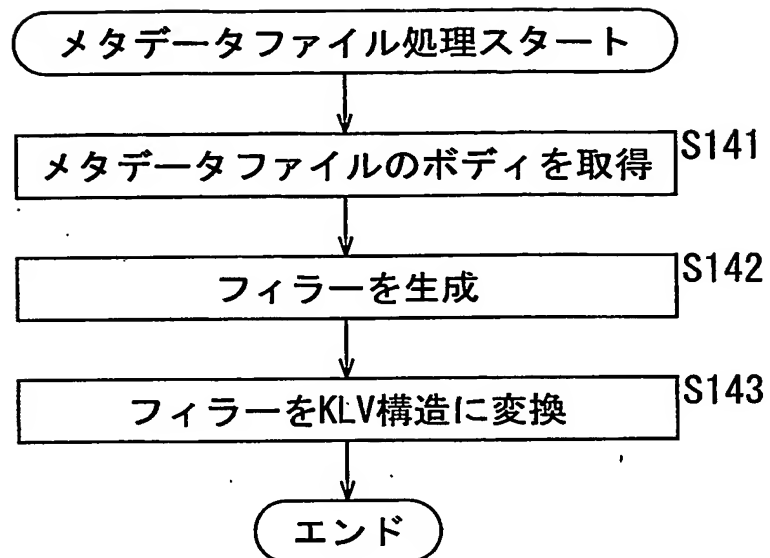 メタデータファイル処理スタート
メタデータファイルのボディを取得 S141
フィラーを生成 S142
フィラーをKLV構造に変換 S143
エンド